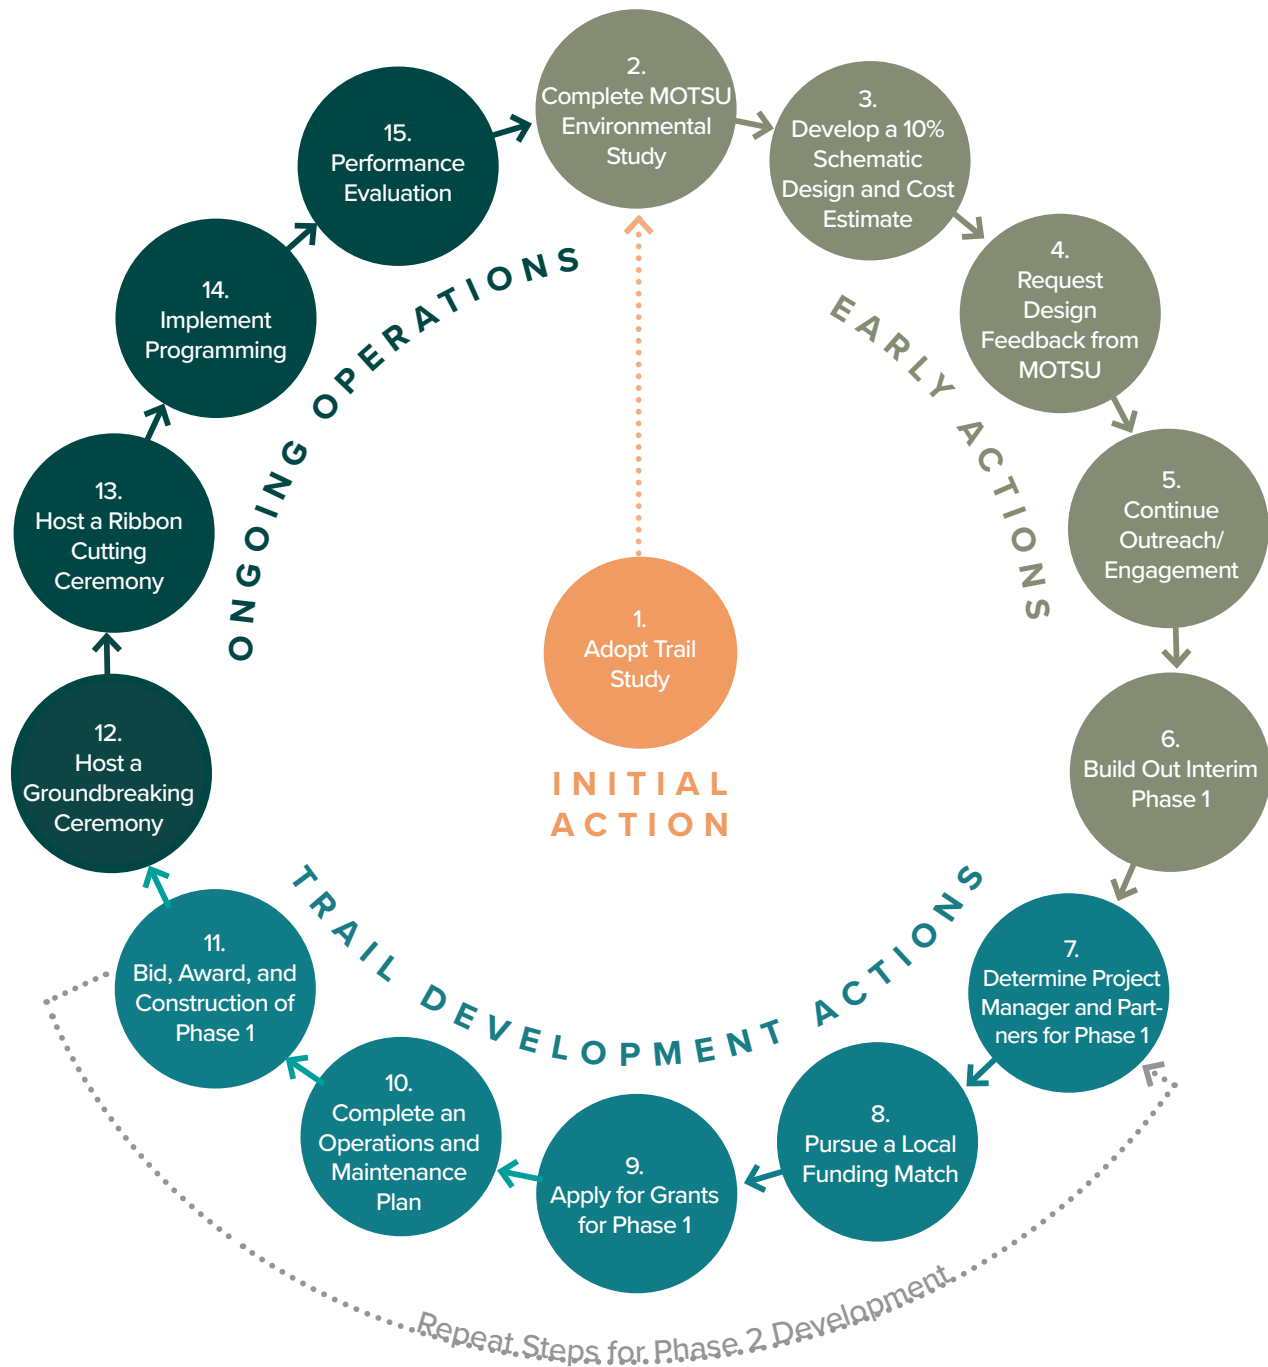 1.
Adopt Trail
Study
INITIAL
ACTION
2.
Complete MOTSU
Environmental
Study
3.
Develop a 10%
Schematic
Design and Cost
Estimate
4.
Request
Design
Feedback from
MOTSU
5.
Continue
Outreach/
Engagement
6.
Build Out Interim
Phase 1
EARLY ACTIONS
7.
Determine Project
Manager and Part-
ners for Phase 1
8.
Pursue a Local
Funding Match
9.
Apply for Grants
for Phase 1
10.
Complete an
Operations and
Maintenance
Plan
11.
Bid, Award, and
Construction of
Phase 1
TRAIL DEVELOPMENT ACTIONS
Repeat Steps for Phase 2 Development
12.
Host a
Groundbreaking
Ceremony
13.
Host a Ribbon
Cutting
Ceremony
14.
Implement
Programming
15.
Performance
Evaluation
ONGOING OPERATIONS